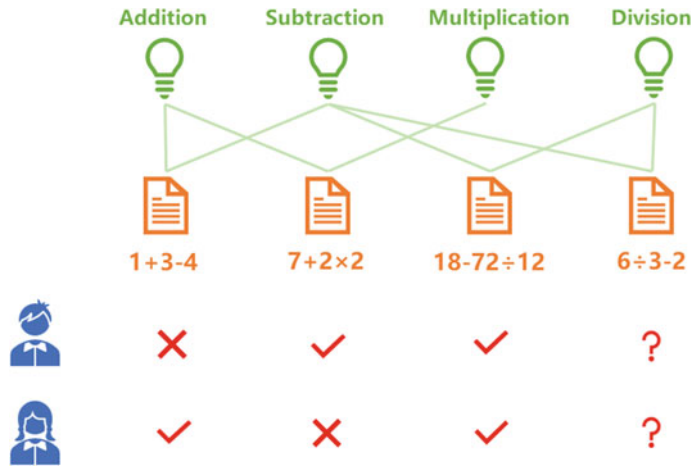 Addition Subtraction Multiplication Division
1+3-4 7+2×2 18-72÷12 6÷3-2
? 
?